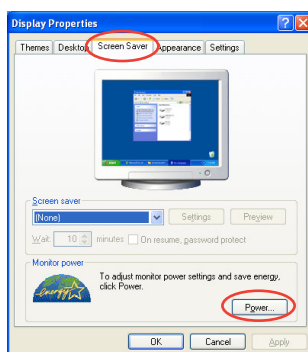 Display Properties
Themes Desktop Screen Saver Appearance Settings
Screen saver
(None) Settings Preview
Wait: 10 minutes On resume, password protect
Monitor power
To adjust monitor power settings and save energy,
click Power.
energy
Power...
OK Cancel Apply